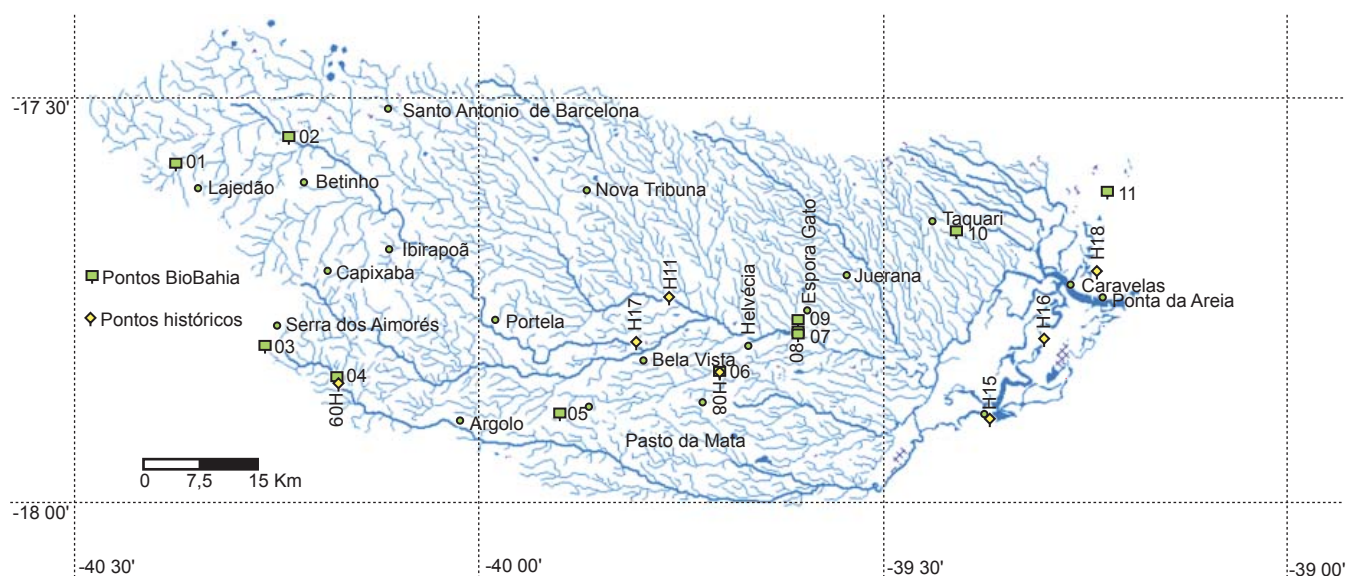 -17 30'
Santo Antonio de Barcelona
02
01
Lajedão
Betinho
Nova Tribuna
11
Taquari
10
Espora Gato
H18
Ibirapoã
Capixaba
Juerana
Pontos BioBahia
Caravelas
Ponta da Areia
H11
Pontos históricos
Serra dos Aimorés
Portela
H17
Helvécia
09
07
08
H16
03
Bela Vista
04
06
H09
H08
05
H15
Argolo
Pasto da Mata
0 7,5 15 Km
-18 00'
-40 30'
-40 00'
-39 30'
-39 00'